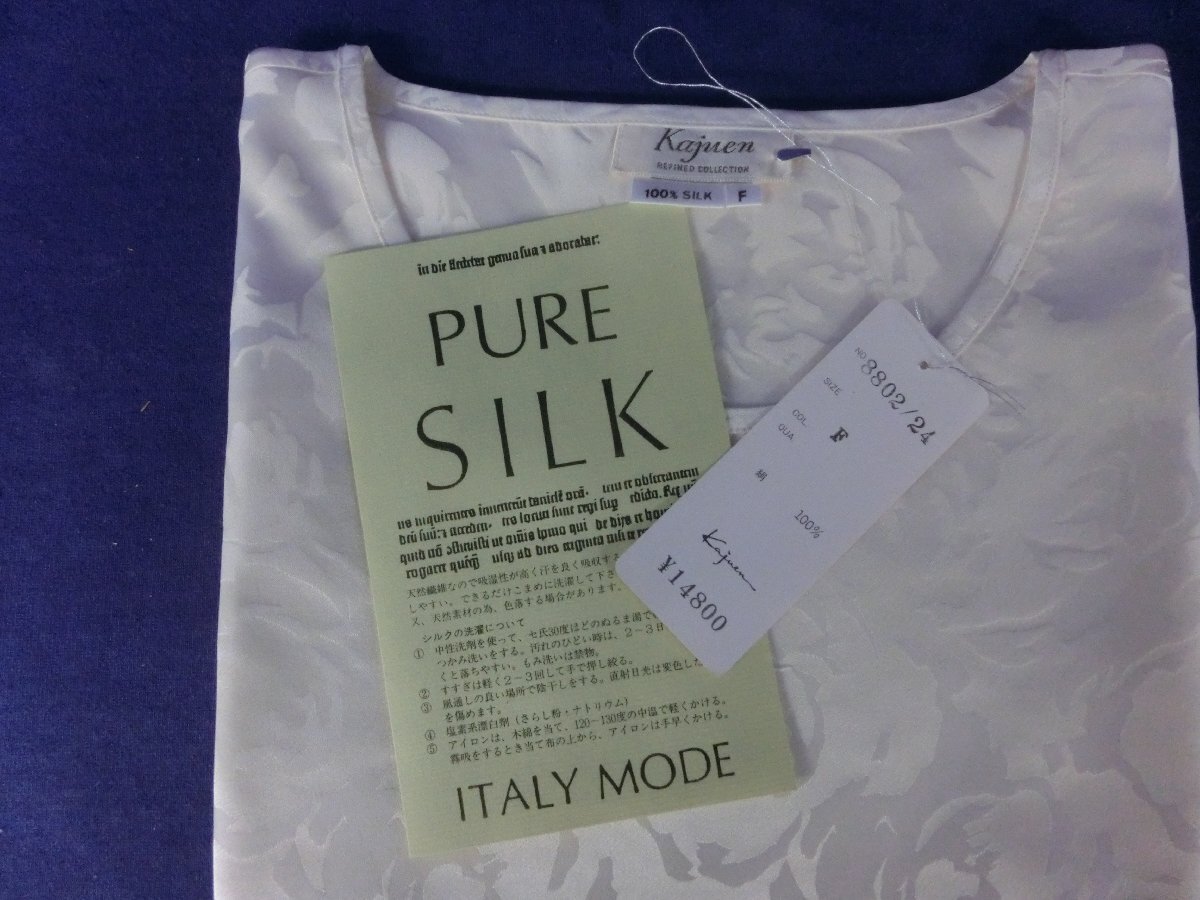 Kajuen
REFINED COLLECTION
100% SILK F
PURE
SILK
天然繊維なので吸湿性が高く汗を良く吸収する
しやすい。できるだけこまめに洗濯して下さ
又、天然素材の為、色落する場合があります。
シルクの洗濯について
① 中性洗剤を使って、セ氏30度ほどのぬるま湯で
つかみ洗いをする。汚れのひどい時は、2〜3日
くと落ちやすい。もみ洗いは禁物。
② すすぎは軽く2〜3回して手で押し絞る。
③ 風通しの良い場所で陰干しをする。直射日光は変色した
を傷めます。
④ 塩素系漂白剤(さらし粉・ナトリウム)
⑤ アイロンは、木綿を当て、120〜130度の中温で軽くかける。
霧吹をするとき当て布の上から、アイロンは手早くかける。
ITALY MODE
NO. 8802/24
SIZE F
COL.
QUA. 絹 100%
Kajuen
¥14800